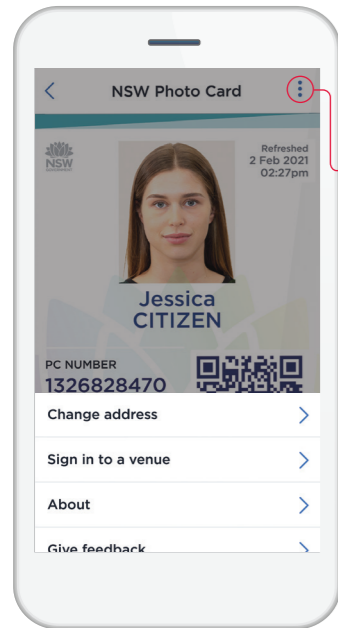 NSW Photo Card
NSW
Refreshed
2 Feb 2021
02:27pm
Jessica
CITIZEN
PC NUMBER
1326828470
Change address
Sign in to a venue
About
Give feedback